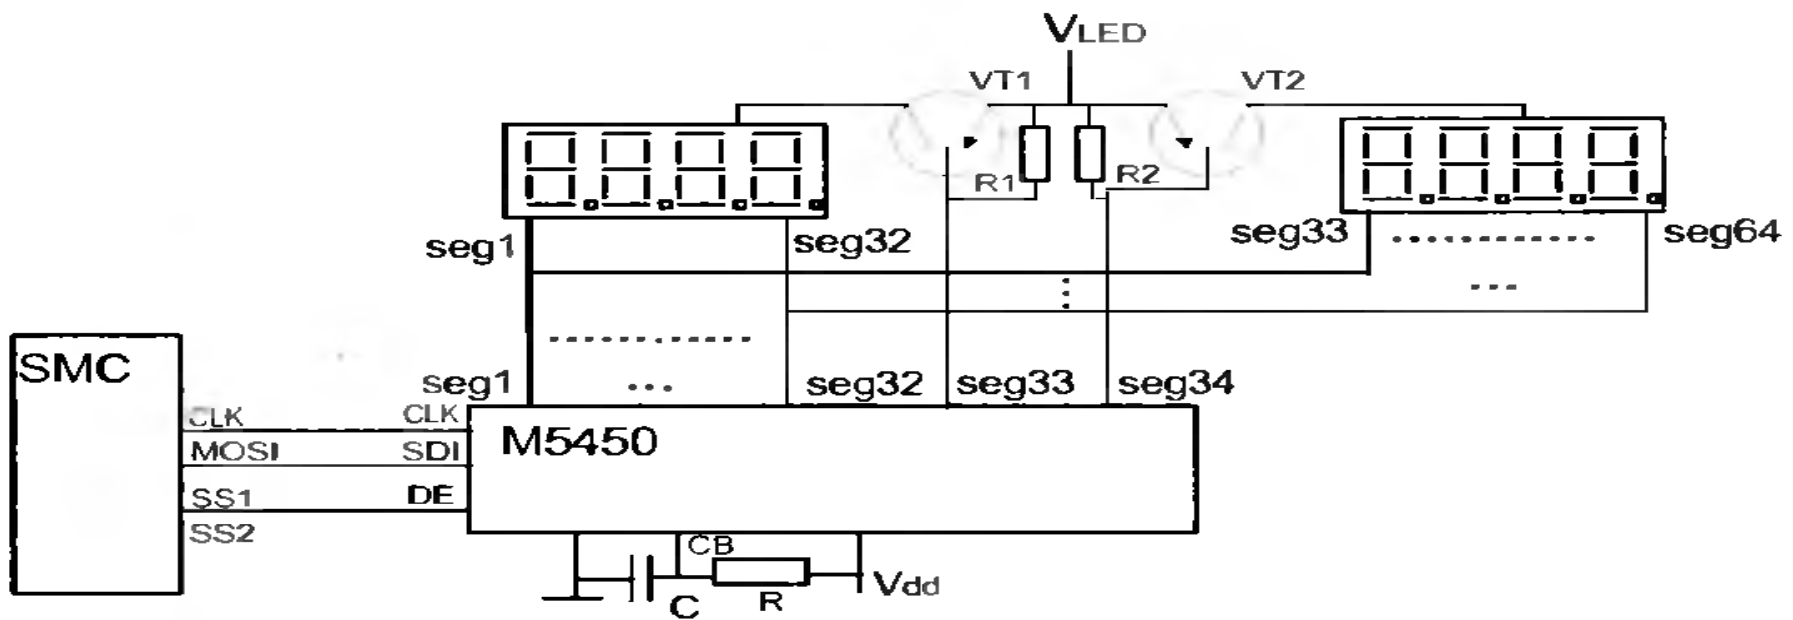 VLED
VT1
VT2
R1
R2
seg1
seg32
seg33
seg64
SMC
seg1
seg32
seg33
seg34
CLK
CLK
M5450
MOSI
SDI
SS1
DE
SS2
CB
Vdd
C
R